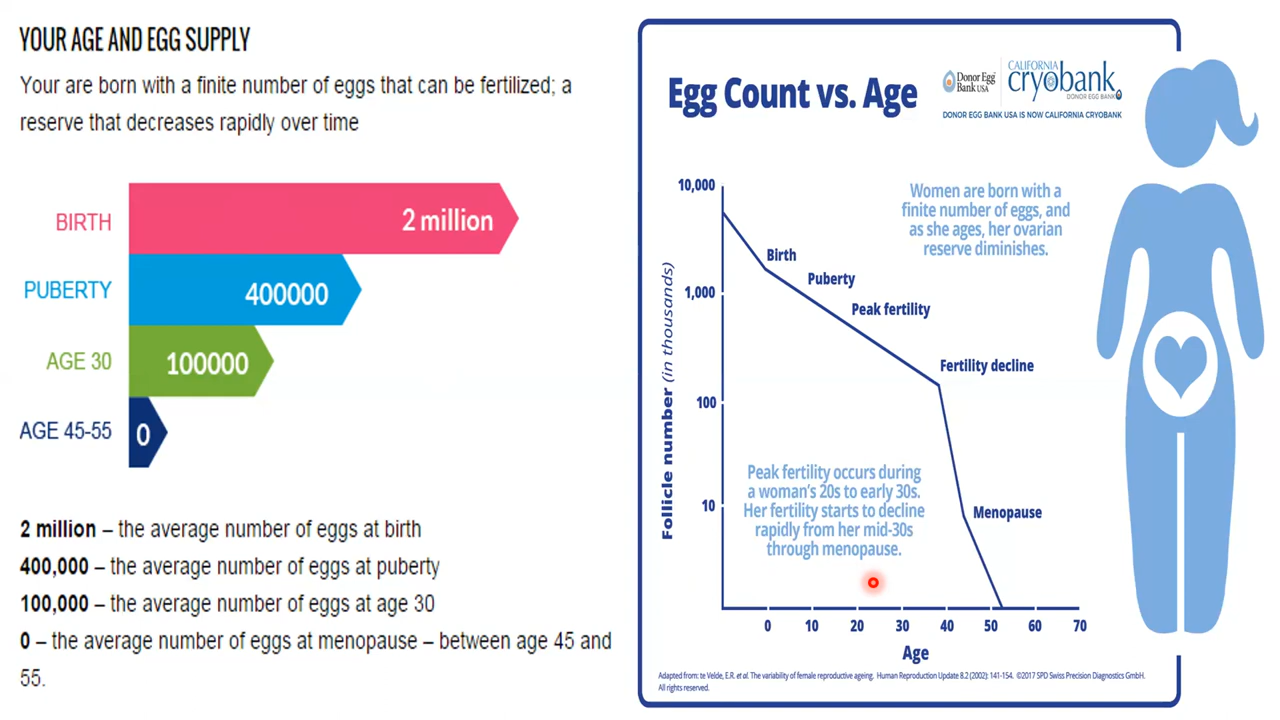 YOUR AGE AND EGG SUPPLY
Your are born with a finite number of eggs that can be fertilized; a
reserve that decreases rapidly over time
BIRTH
2 million
PUBERTY
400000
AGE 30
100000
AGE 45-55
0
2 million – the average number of eggs at birth
400,000 – the average number of eggs at puberty
100,000 – the average number of eggs at age 30
0 – the average number of eggs at menopause – between age 45 and
55.
Egg Count vs. Age
Donor Egg
Bank USA
CALIFORNIA
cryobank
DONOR EGG BANK
DONOR EGG BANK USA IS NOW CALIFORNIA CRYOBANK
Women are born with a
finite number of eggs, and
as she ages, her ovarian
reserve diminishes.
Follicle number (in thousands)
10,000
1,000
100
10
Birth
Puberty
Peak fertility
Fertility decline
Menopause
Peak fertility occurs during
a woman's 20s to early 30s.
Her fertility starts to decline
rapidly from her mid-30s
through menopause.
0 10 20 30 40 50 60 70
Age
Adapted from: te Velde, E.R. et al. The variability of female reproductive ageing. Human Reproduction Update 8.2 (2002): 141-154. ©2017 SPD Swiss Precision Diagnostics GmbH.
All rights reserved.